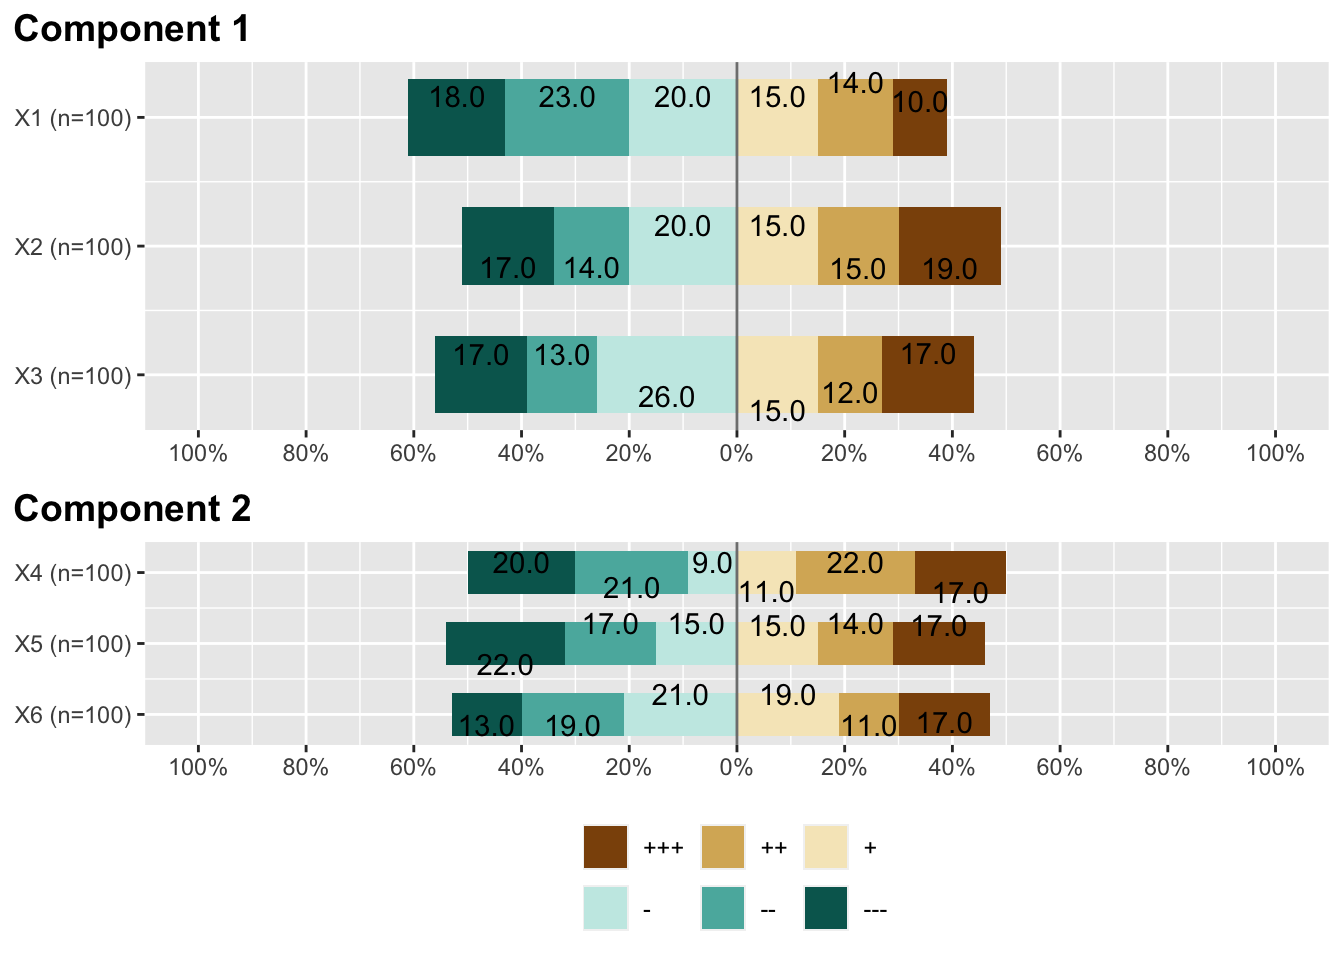 Component 1
X1 (n=100) 18.0 23.0 20.0 15.0 14.0 10.0
X2 (n=100) 17.0 14.0 20.0 15.0 15.0 19.0
X3 (n=100) 17.0 13.0 26.0 15.0 12.0 17.0
100% 80% 60% 40% 20% 0% 20% 40% 60% 80% 100%
Component 2
X4 (n=100) 20.0 21.0 9.0 11.0 22.0 17.0
X5 (n=100) 22.0 17.0 15.0 15.0 14.0 17.0
X6 (n=100) 13.0 19.0 21.0 19.0 11.0 17.0
100% 80% 60% 40% 20% 0% 20% 40% 60% 80% 100%
+++ ++ +
- -- ---